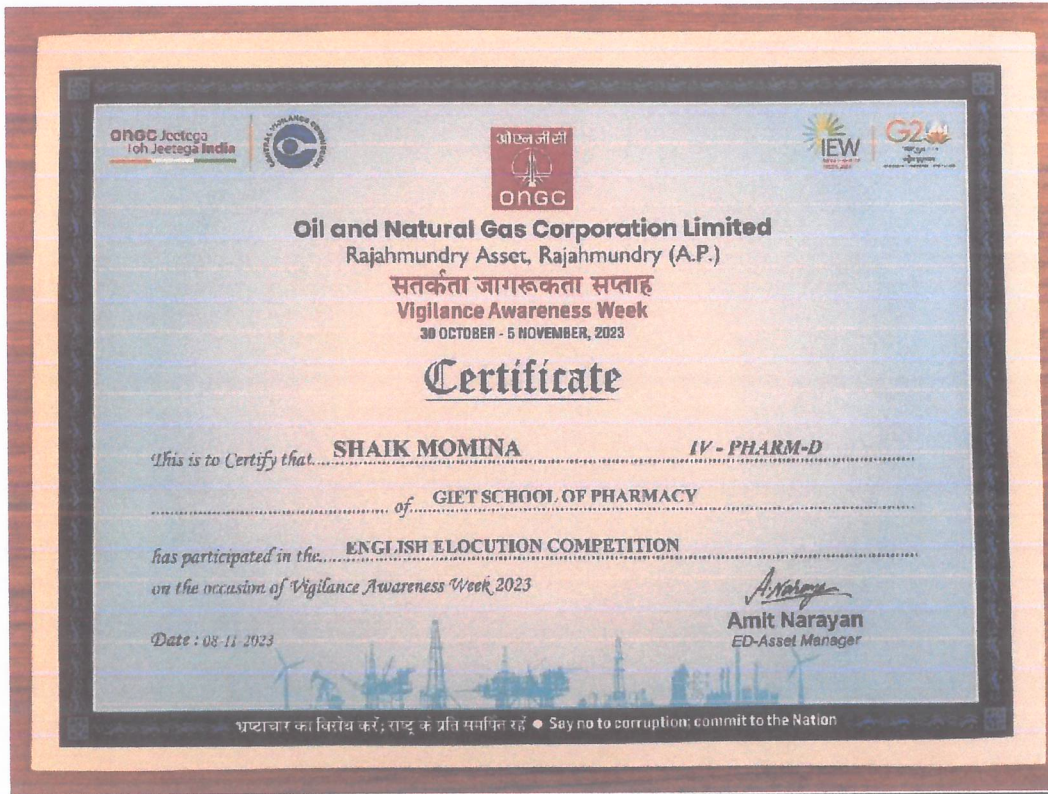 ONGC Jeetega
Toh Jeetega India
CENTRAL VIGILANCE COMMISSION
ओएनजीसी
ONGC
IEW
G20
Oil and Natural Gas Corporation Limited
Rajahmundry Asset, Rajahmundry (A.P.)
सतर्कता जागरूकता सप्ताह
Vigilance Awareness Week
30 OCTOBER - 5 NOVEMBER, 2023
Certificate
This is to Certify that SHAIK MOMINA IV - PHARM-D
of GIET SCHOOL OF PHARMACY
has participated in the ENGLISH ELOCUTION COMPETITION
on the occasion of Vigilance Awareness Week 2023
A. Narayan
Amit Narayan
ED-Asset Manager
Date : 08-11-2023
भ्रष्टाचार का विरोध करें; राष्ट्र के प्रति समर्पित रहें ● Say no to corruption; commit to the Nation